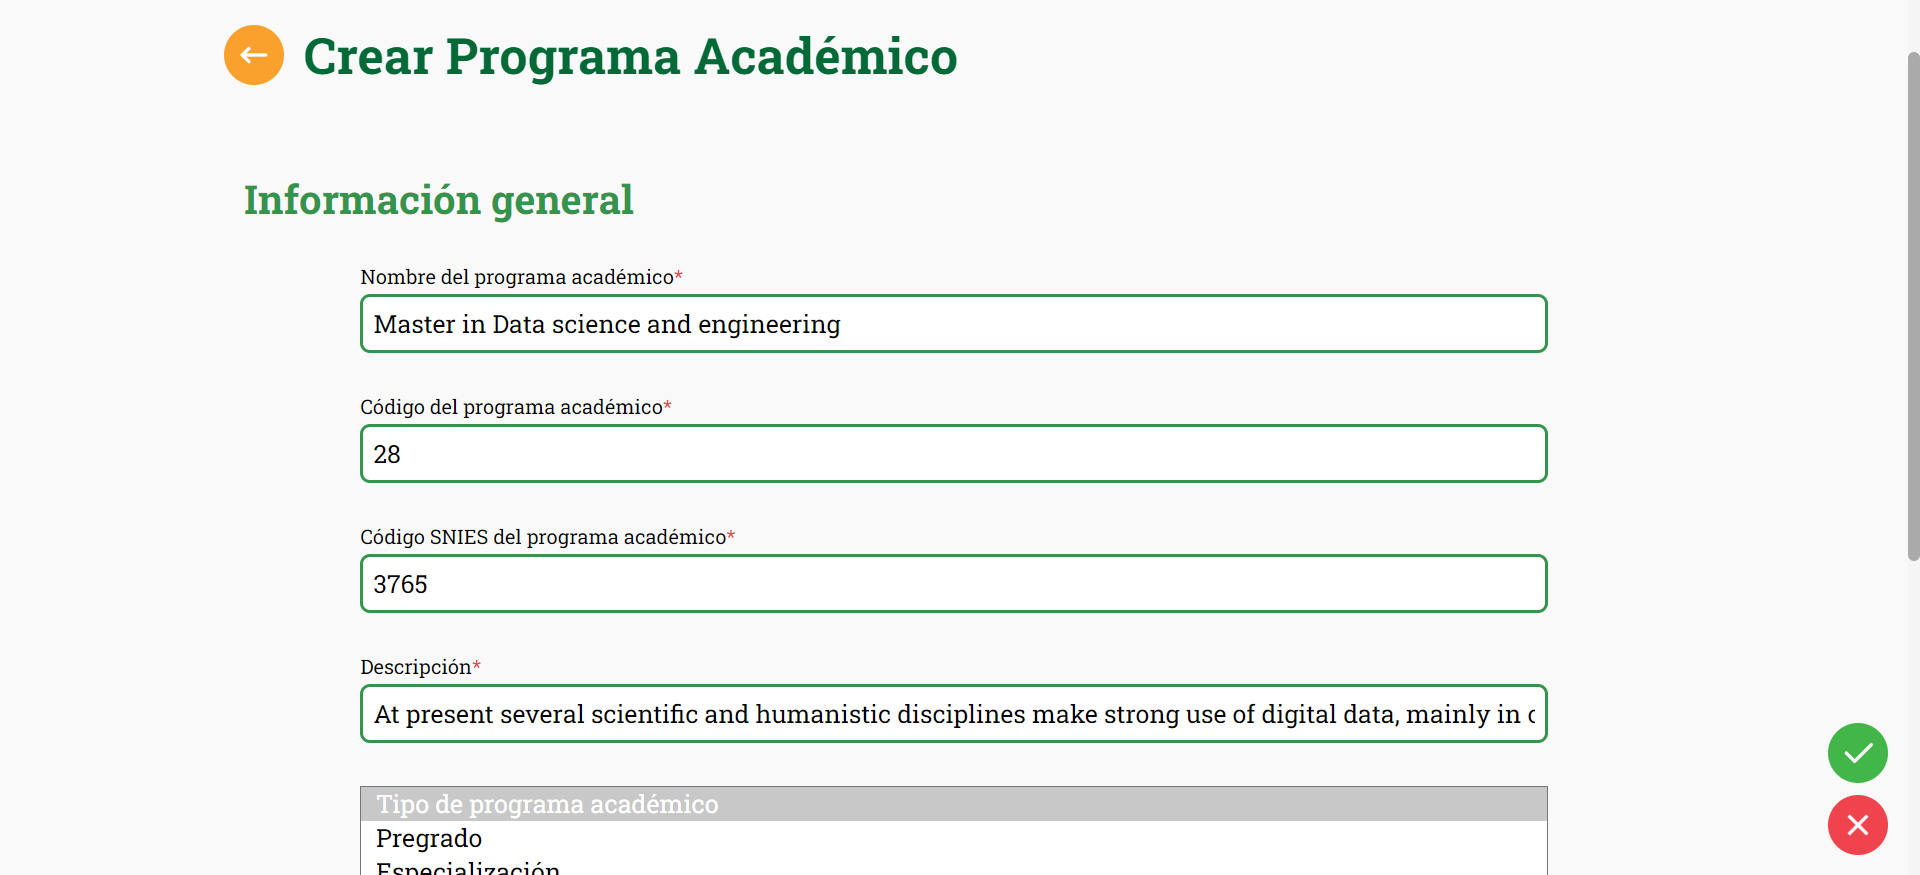 Crear Programa Académico
Información general
Nombre del programa académico*
Master in Data science and engineering
Código del programa académico*
28
Código SNIES del programa académico*
3765
Descripción*
At present several scientific and humanistic disciplines make strong use of digital data, mainly in
Tipo de programa académico
Pregrado
Especialización